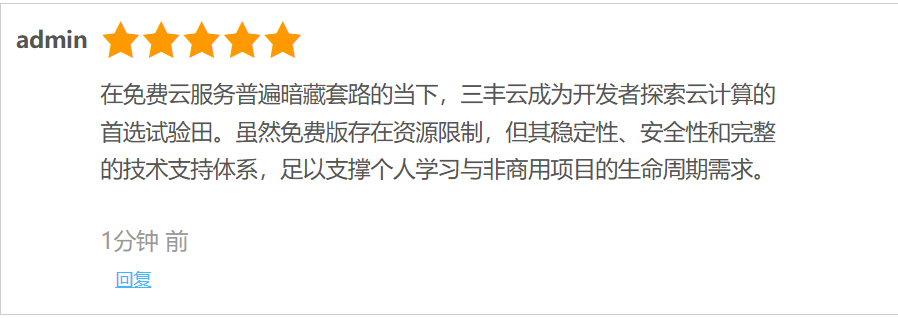 admin
在免费云服务普遍暗藏套路的当下，三丰云成为开发者探索云计算的
首选试验田。虽然免费版存在资源限制，但其稳定性、安全性和完整
的技术支持体系，足以支撑个人学习与非商用项目的生命周期需求。
1分钟 前
回复